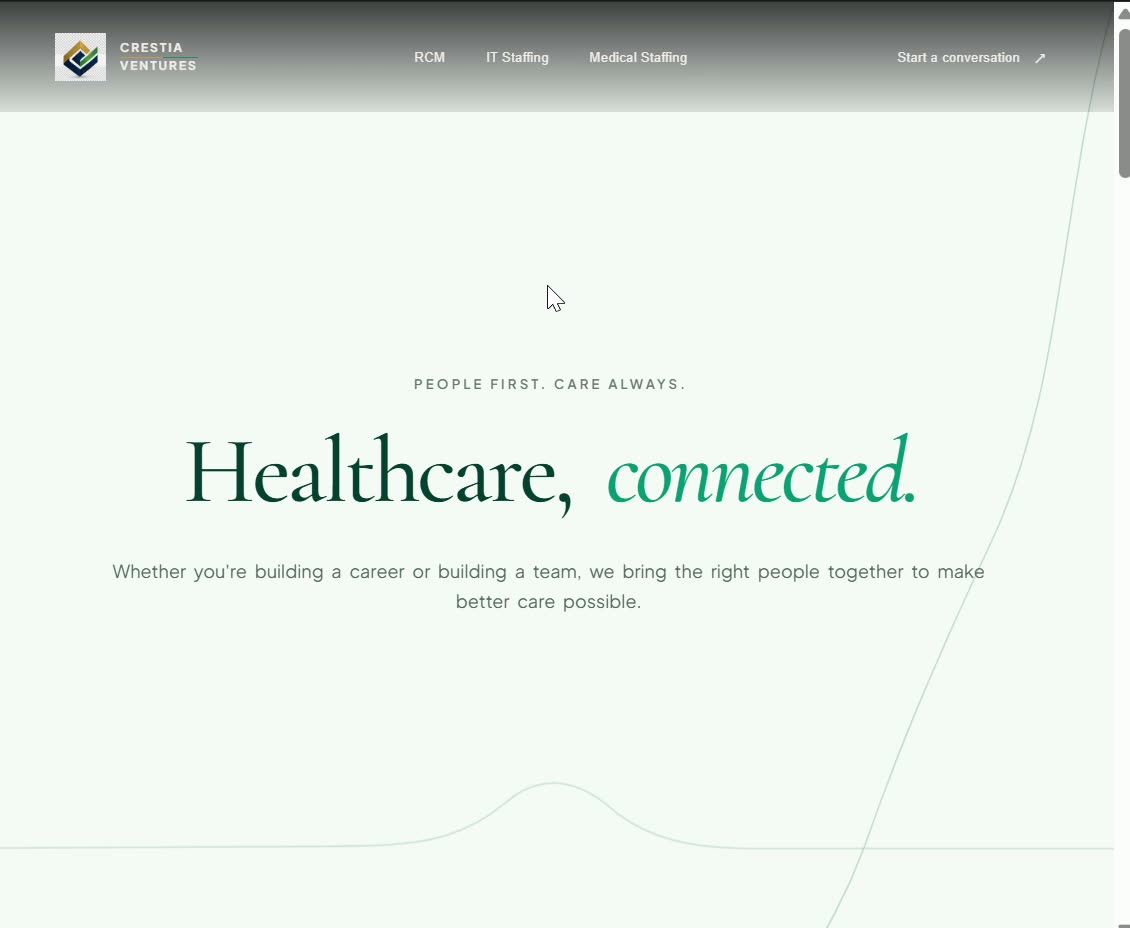 CRESTIA
VENTURES
RCM
IT Staffing
Medical Staffing
Start a conversation ↗
PEOPLE FIRST. CARE ALWAYS.
Healthcare, connected.
Whether you're building a career or building a team, we bring the right people together to make
better care possible.